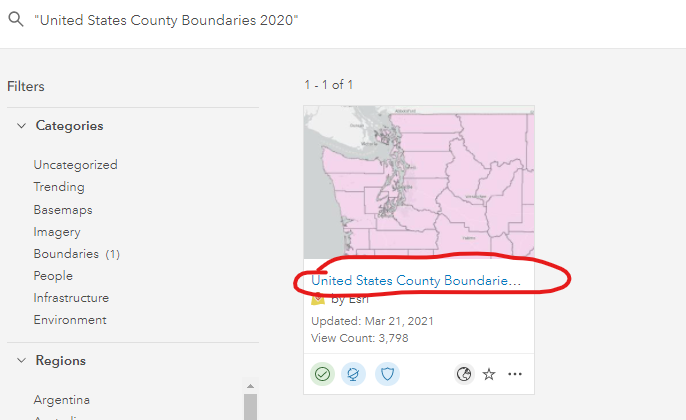 "United States County Boundaries 2020"
Filters
1 - 1 of 1
Categories
Uncategorized
Trending
Basemaps
Imagery
Boundaries (1)
People
Infrastructure
Environment
Regions
Argentina
United States County Boundarie...
by Esri
Updated: Mar 21, 2021
View Count: 3,798